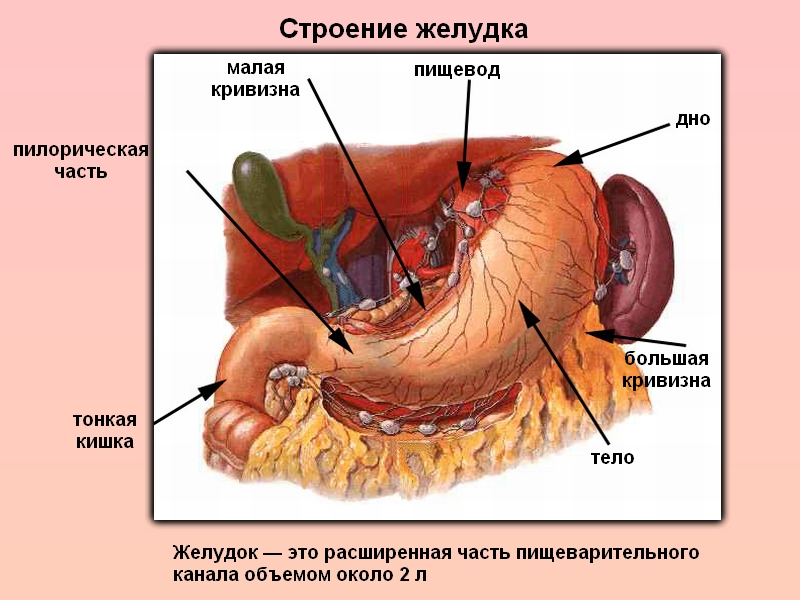 Строение желудка
малая
кривизна
пищевод
дно
пилорическая
часть
большая
кривизна
тонкая
кишка
тело
Желудок — это расширенная часть пищеварительного
канала объемом около 2 л